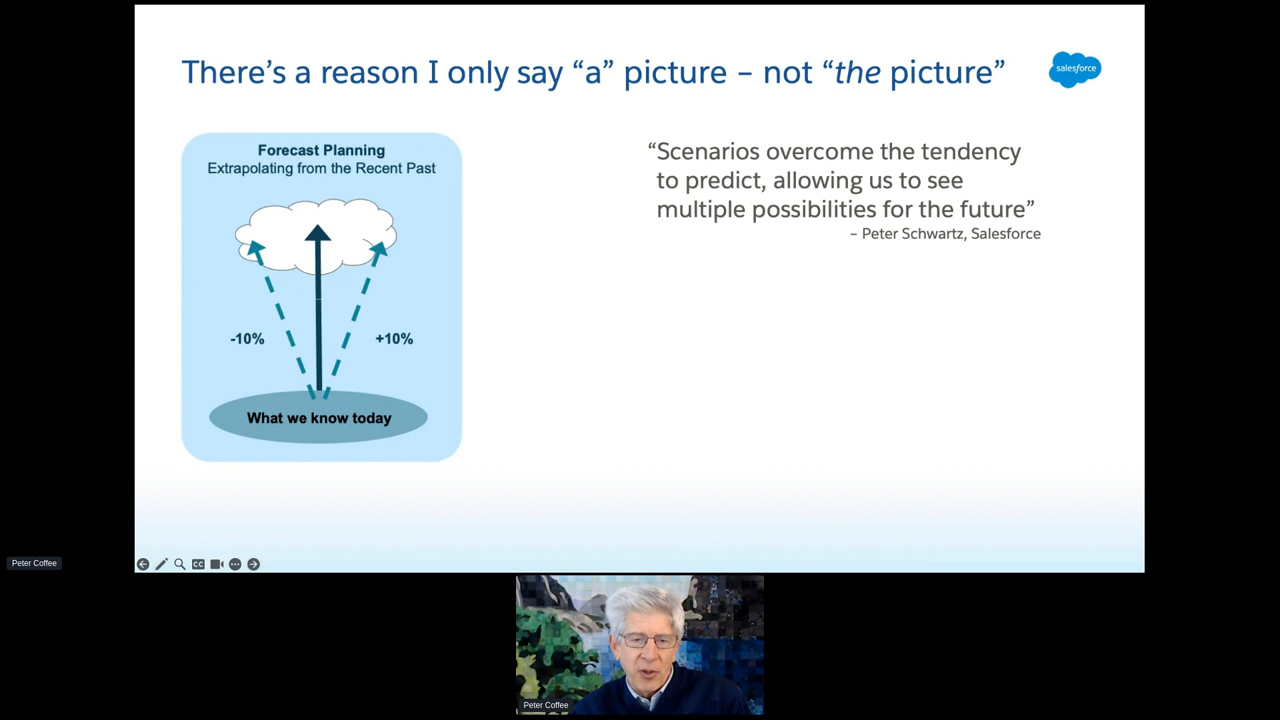 There’s a reason I only say “a” picture – not “the picture”
salesforce
Forecast Planning
Extrapolating from the Recent Past
-10%
+10%
What we know today
“Scenarios overcome the tendency
to predict, allowing us to see
multiple possibilities for the future”
– Peter Schwartz, Salesforce
CC
Peter Coffee
Peter Coffee